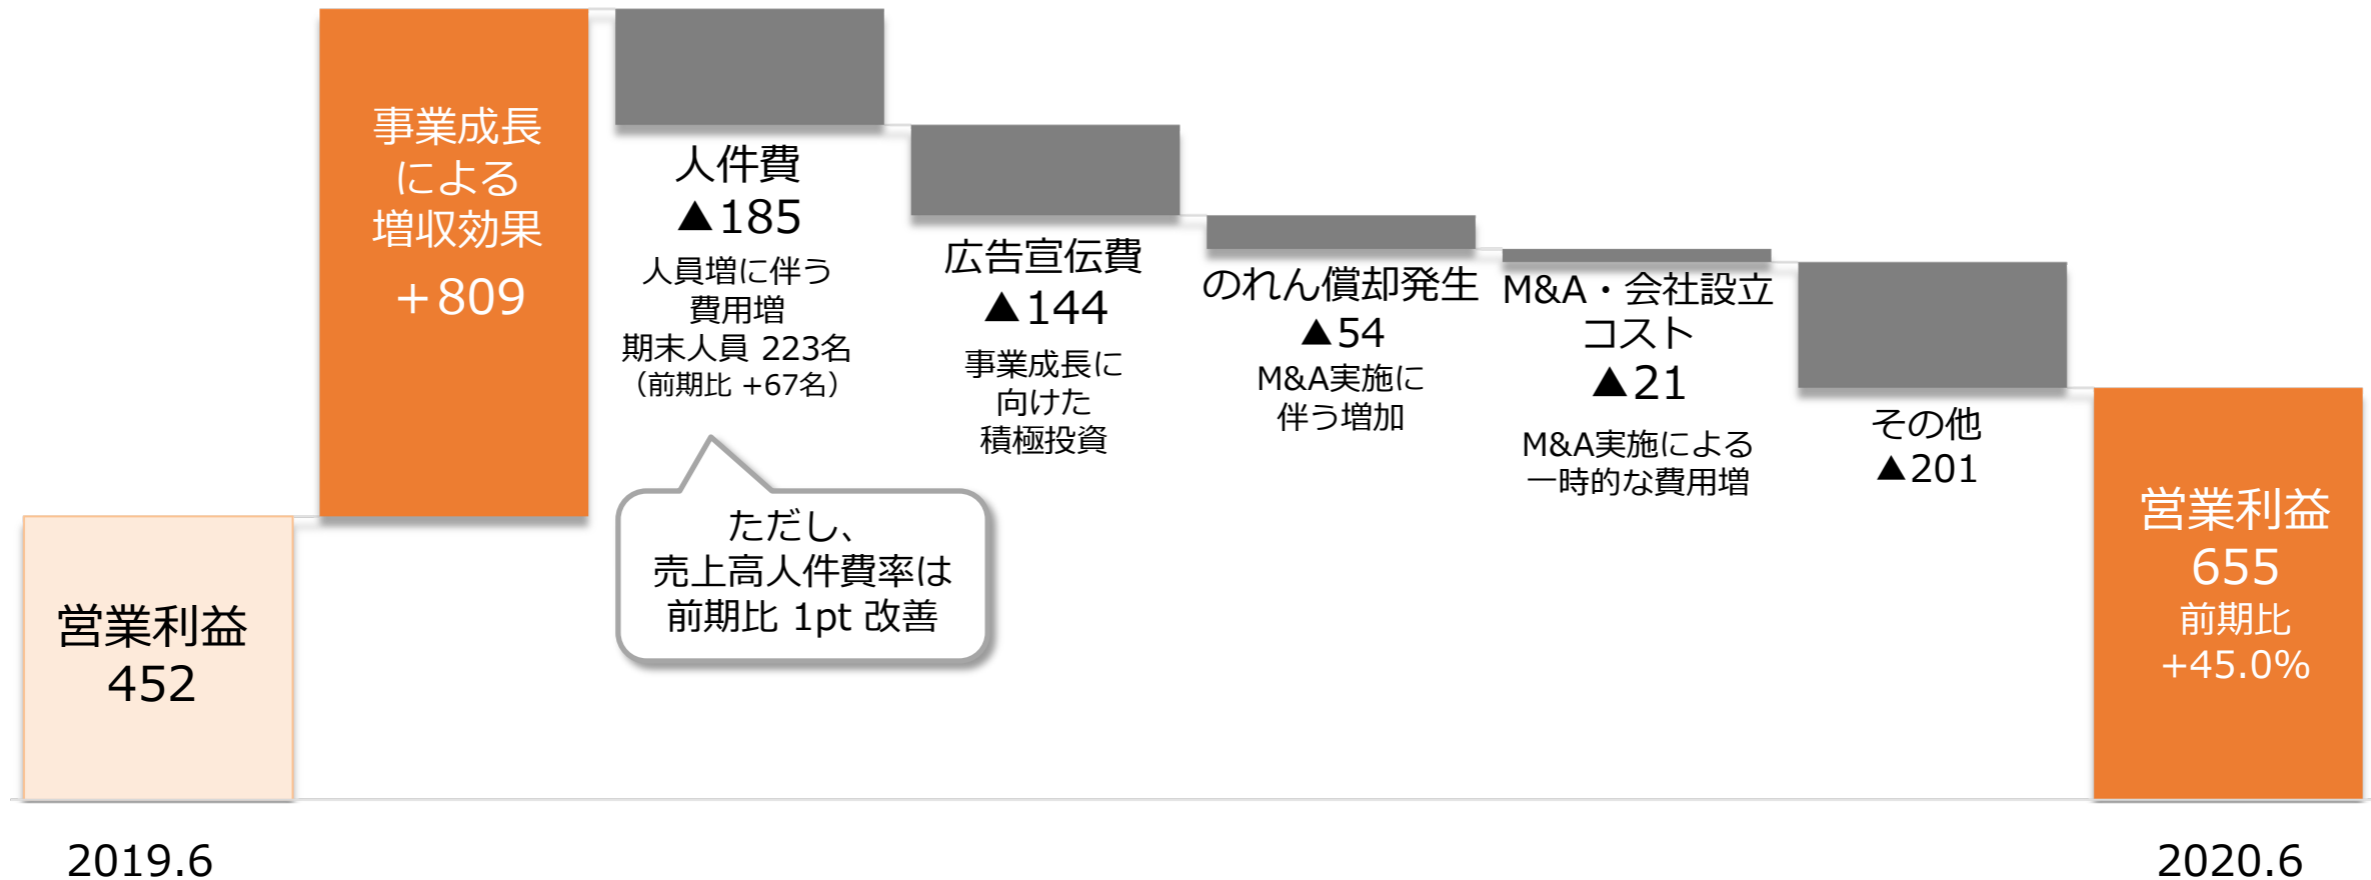 事業成長
による
増収効果
＋809
人件費
▲185
人員増に伴う
費用増
期末人員 223名
（前期比 +67名）
ただし、
売上高人件費率は
前期比 1pt 改善
広告宣伝費
▲144
事業成長に
向けた
積極投資
のれん償却発生
▲54
M&A実施に
伴う増加
M&A・会社設立
コスト
▲21
M&A実施による
一時的な費用増
その他
▲201
営業利益
452
営業利益
655
前期比
+45.0%
2019.6
2020.6